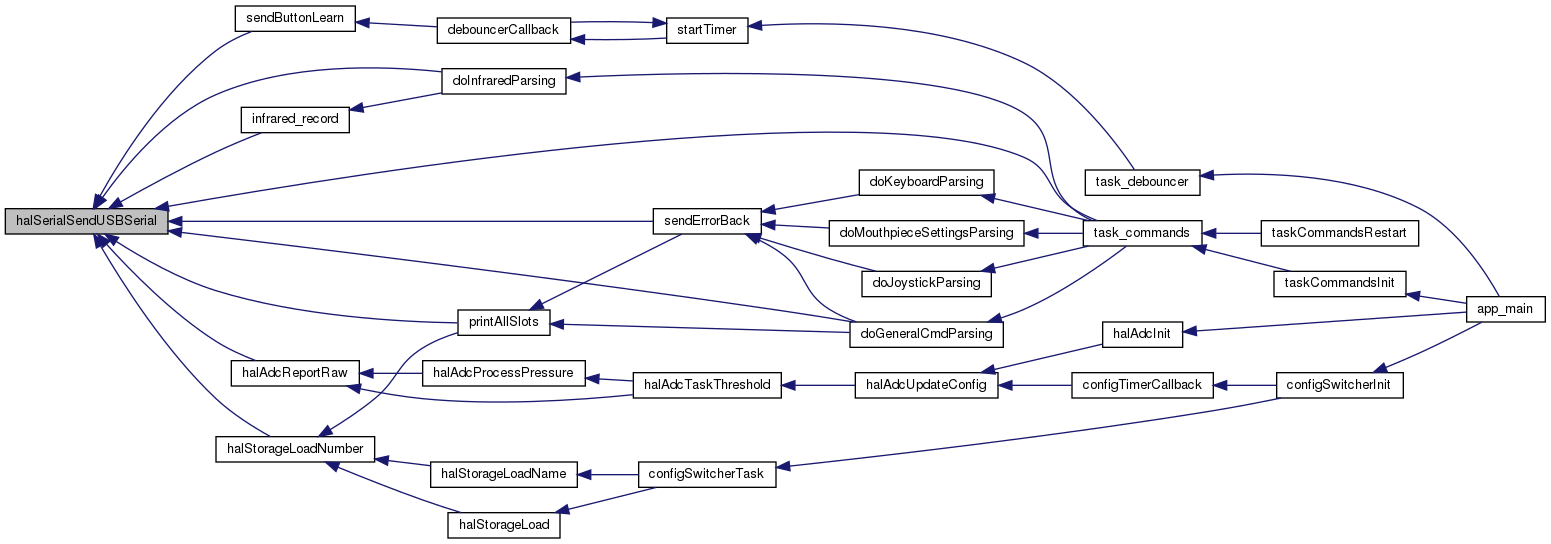 sendButtonLearn
debouncerCallback
startTimer
doInfraredParsing
infrared_record
doKeyboardParsing
task_debouncer
halSerialSendUSBSerial
sendErrorBack
doMouthpieceSettingsParsing
task_commands
taskCommandsRestart
doJoystickParsing
taskCommandsInit
printAllSlots
doGeneralCmdParsing
halAdcInit
app_main
halAdcReportRaw
halAdcProcessPressure
halAdcTaskThreshold
halAdcUpdateConfig
configTimerCallback
configSwitcherInit
halStorageLoadNumber
halStorageLoadName
configSwitcherTask
halStorageLoad